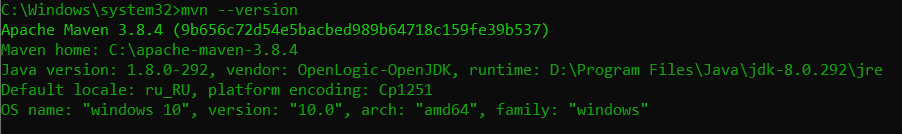 C:\Windows\system32>mvn --version
Apache Maven 3.8.4 (9b656c72d54e5bacbed989b64718c159fe39b537)
Maven home: C:\apache-maven-3.8.4
Java version: 1.8.0-292, vendor: OpenLogic-OpenJDK, runtime: D:\Program Files\Java\jdk-8.0.292\jre
Default locale: ru_RU, platform encoding: Cp1251
OS name: "windows 10", version: "10.0", arch: "amd64", family: "windows"